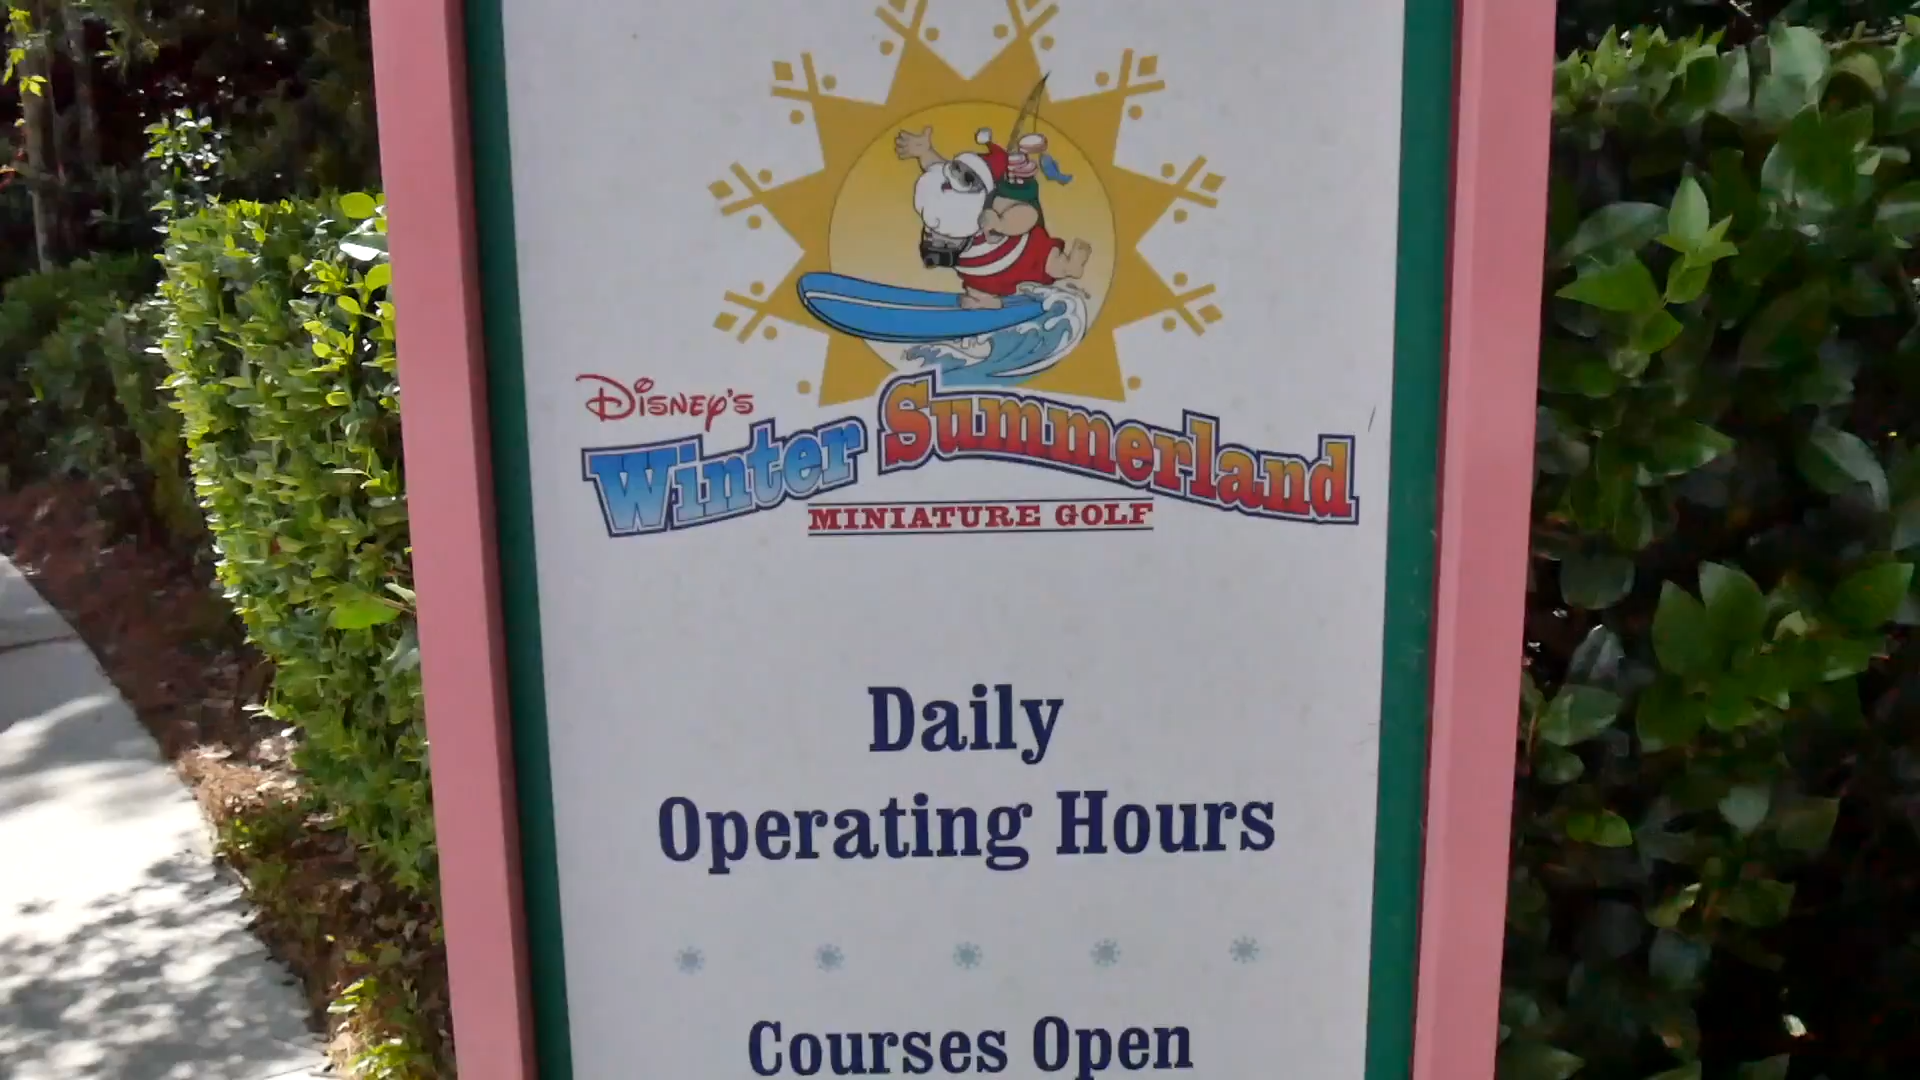 Disney's
Winter Summerland
MINIATURE GOLF
Daily
Operating Hours
Courses Open